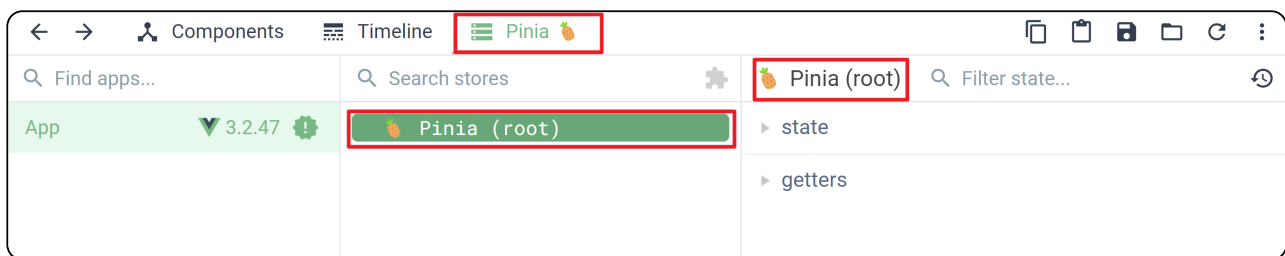 Components Timeline Pinia 🍍
Find apps... Search stores 🍍 Pinia (root) Filter state...
App 3.2.47 🍍 Pinia (root) state
getters